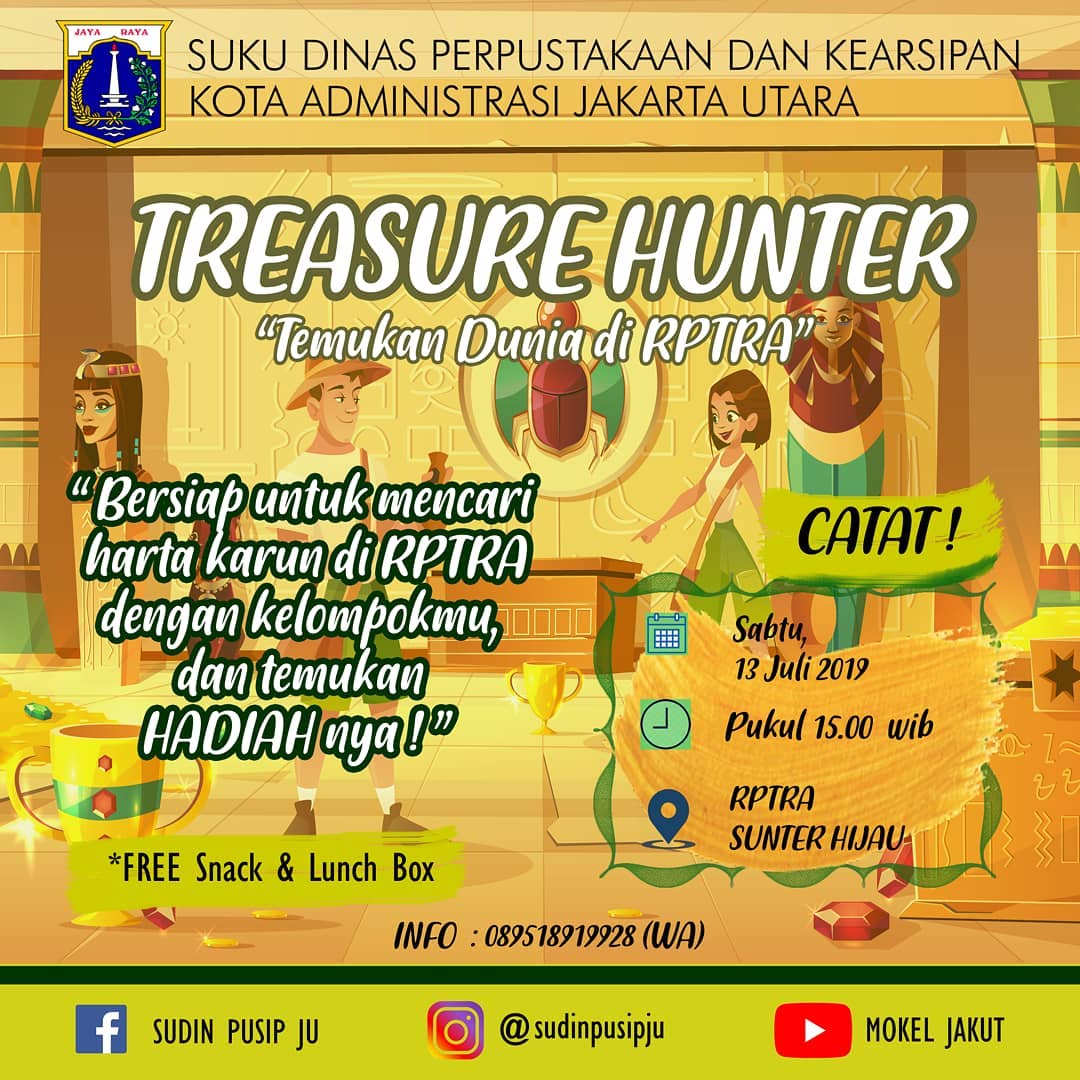 JAYA RAYA
SUKU DINAS PERPUSTAKAAN DAN KEARSIPAN
KOTA ADMINISTRASI JAKARTA UTARA
TREASURE HUNTER
“Temukan Dunia di RPTRA”
“ Bersiap untuk mencari
harta karun di RPTRA
dengan kelompokmu,
dan temukan
HADIAH nya ! ”
CATAT !
Sabtu,
13 Juli 2019
Pukul 15.00 wib
RPTRA
SUNTER HIJAU
*FREE Snack & Lunch Box
INFO : 089518919928 (WA)
SUDIN PUSIP JU
@sudinpusipju
MOKEL JAKUT